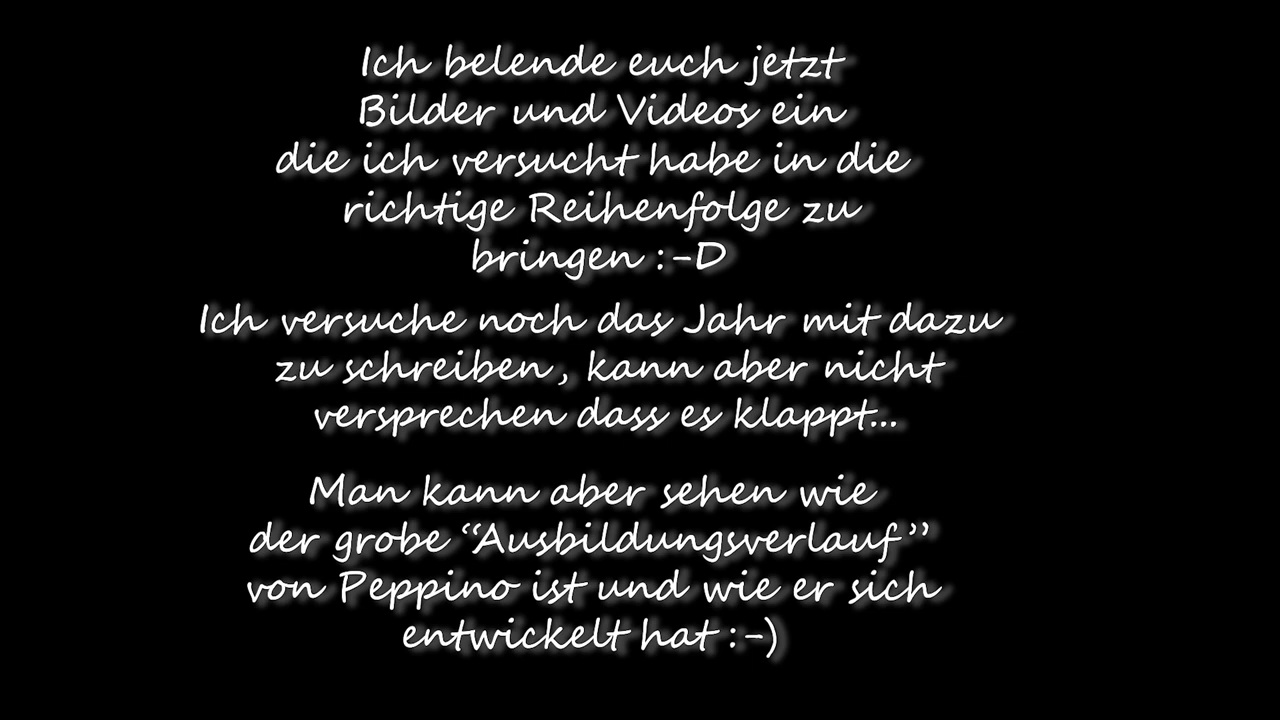 Ich belende euch jetzt
Bilder und Videos ein
die ich versucht habe in die
richtige Reihenfolge zu
bringen :-D
Ich versuche noch das Jahr mit dazu
zu schreiben , kann aber nicht
versprechen dass es klappt...
Man kann aber sehen wie
der grobe “Ausbildungsverlauf”
von Peppino ist und wie er sich
entwickelt hat :-)